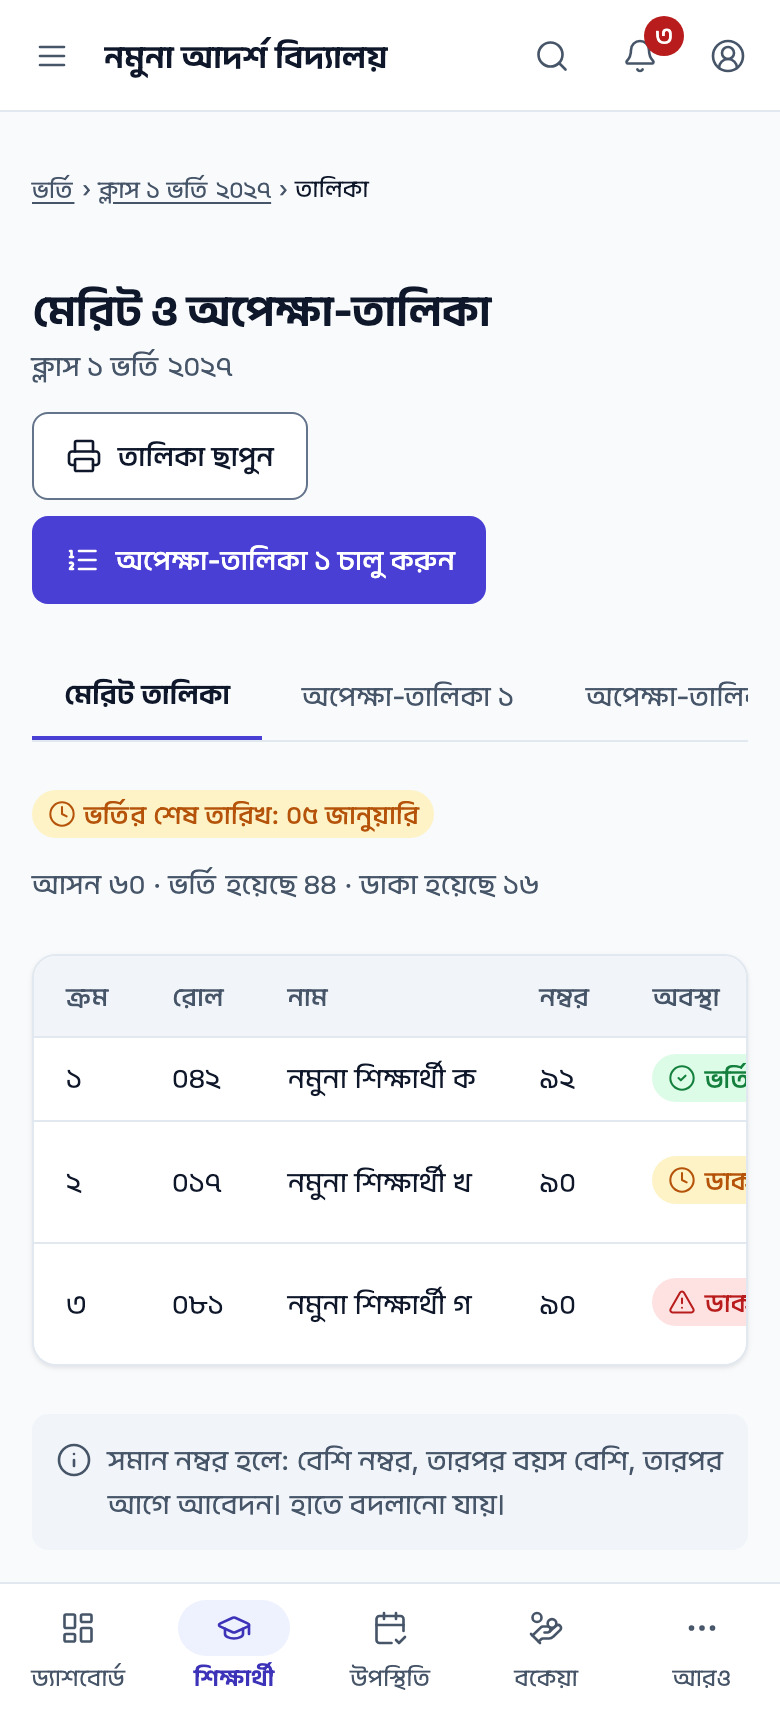 নমুনা আদর্শ বিদ্যালয়
৩
ভর্তি › ক্লাস ১ ভর্তি ২০২৭ › তালিকা
মেরিট ও অপেক্ষা-তালিকা
ক্লাস ১ ভর্তি ২০২৭
তালিকা ছাপুন
অপেক্ষা-তালিকা ১ চালু করুন
মেরিট তালিকা অপেক্ষা-তালিকা ১
ভর্তির শেষ তারিখ: ০৫ জানুয়ারি
আসন ৬০ · ভর্তি হয়েছে ৪৪ · ডাকা হয়েছে ১৬
ক্রম রোল নাম নম্বর অবস্থা
১ ০৪২ নমুনা শিক্ষার্থী ক ৯২ ভর্তি
২ ০১৭ নমুনা শিক্ষার্থী খ ৯০
৩ ০৮১ নমুনা শিক্ষার্থী গ ৯০
সমান নম্বর হলে: বেশি নম্বর, তারপর বয়স বেশি, তারপর
আগে আবেদন। হাতে বদলানো যায়।
ড্যাশবোর্ড শিক্ষার্থী উপস্থিতি বকেয়া আরও